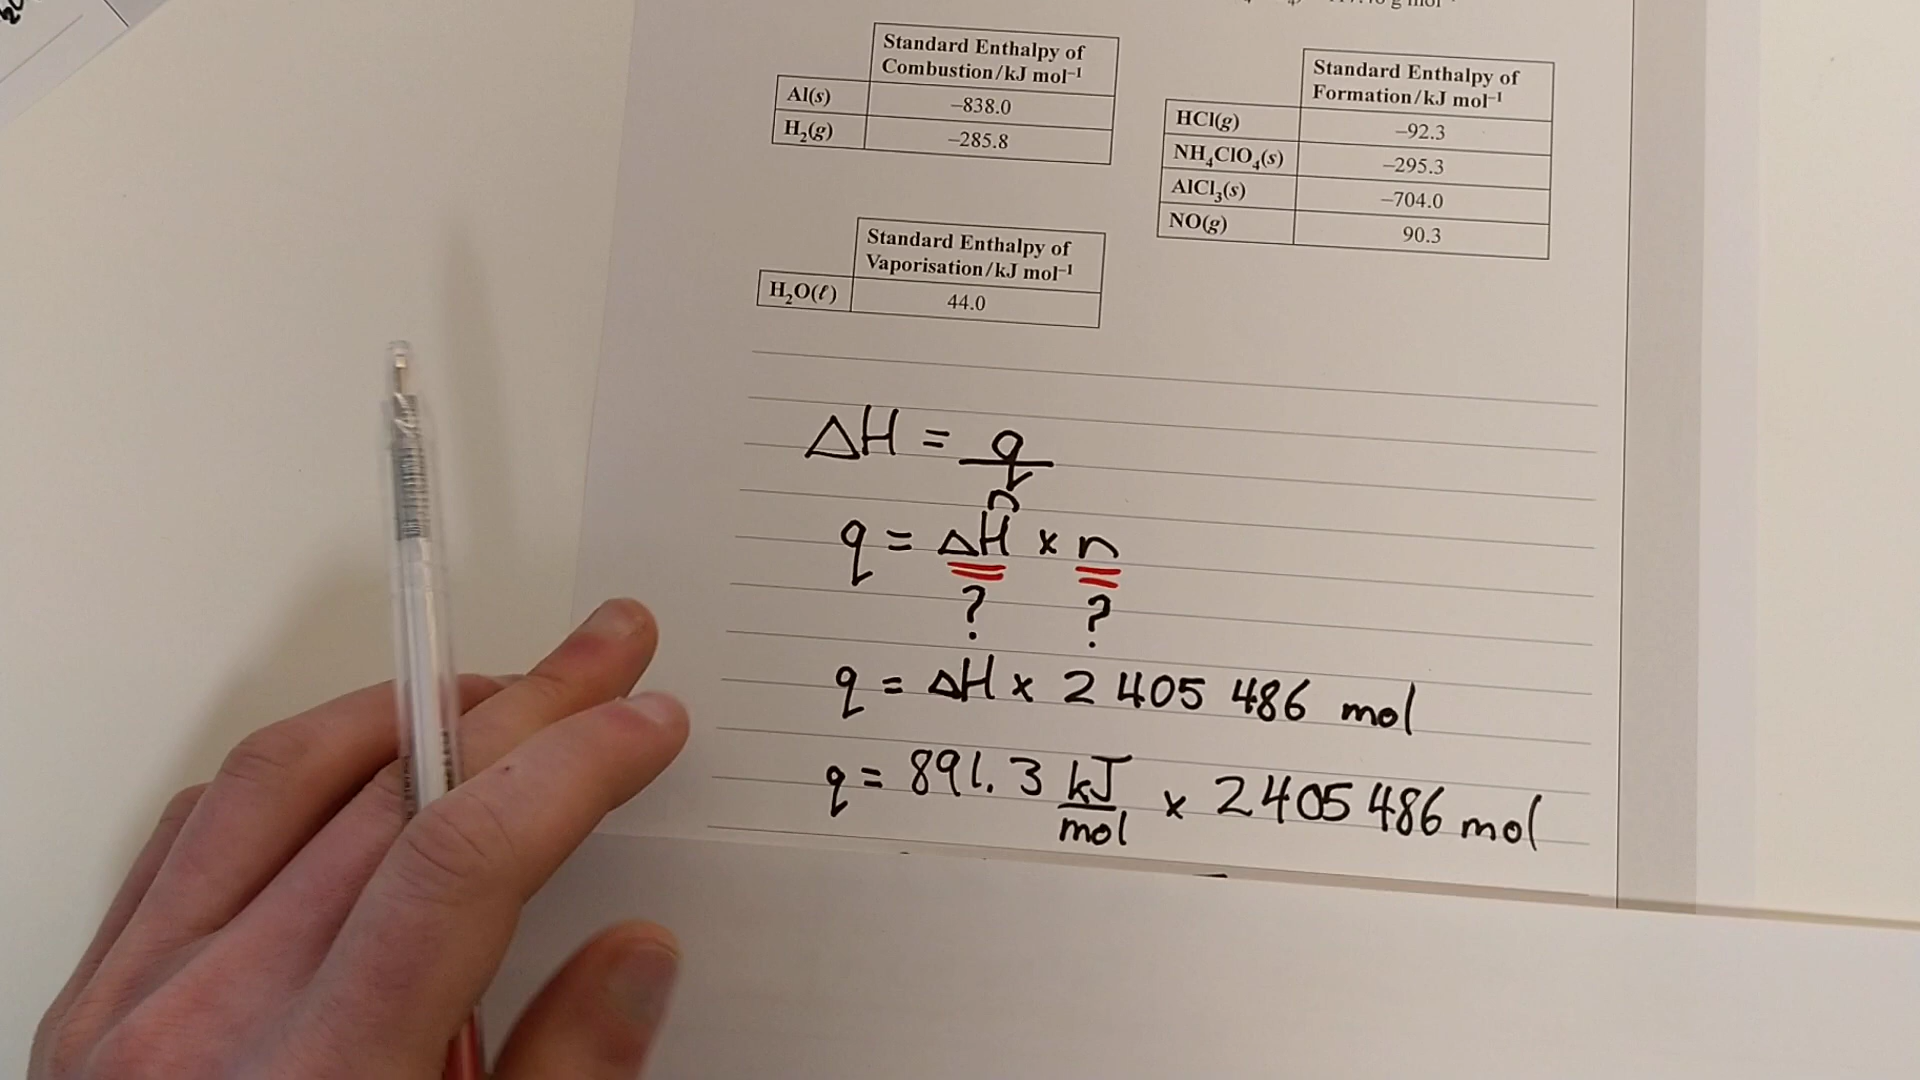 Standard Enthalpy of
Combustion/kJ mol⁻¹
Al(s) –838.0
H₂(g) –285.8
Standard Enthalpy of
Formation/kJ mol⁻¹
HCl(g) –92.3
NH₄ClO₄(s) –295.3
AlCl₃(s) –704.0
NO(g) 90.3
Standard Enthalpy of
Vaporisation/kJ mol⁻¹
H₂O(ℓ) 44.0
ΔH = q
n
q = ΔH × n
? ?
q = ΔH × 2 405 486 mol
q = 891.3 kJ/mol × 2405 486 mol